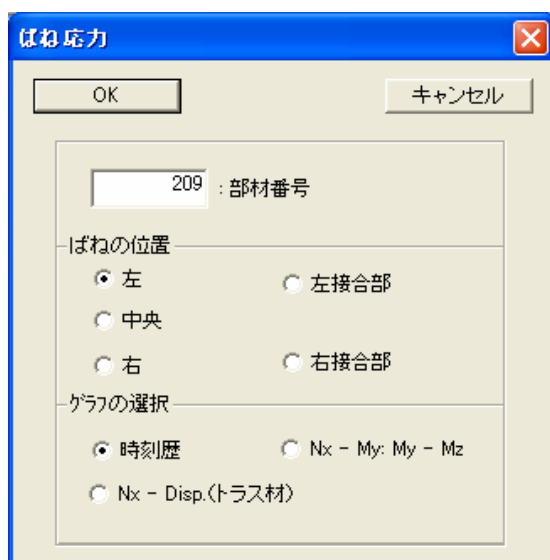 ばね応力
OK キャンセル
209 : 部材番号
ばねの位置
左 左接合部
中央
右 右接合部
グラフの選択
時刻歴 Nx - My: My - Mz
Nx - Disp.(トラス材)